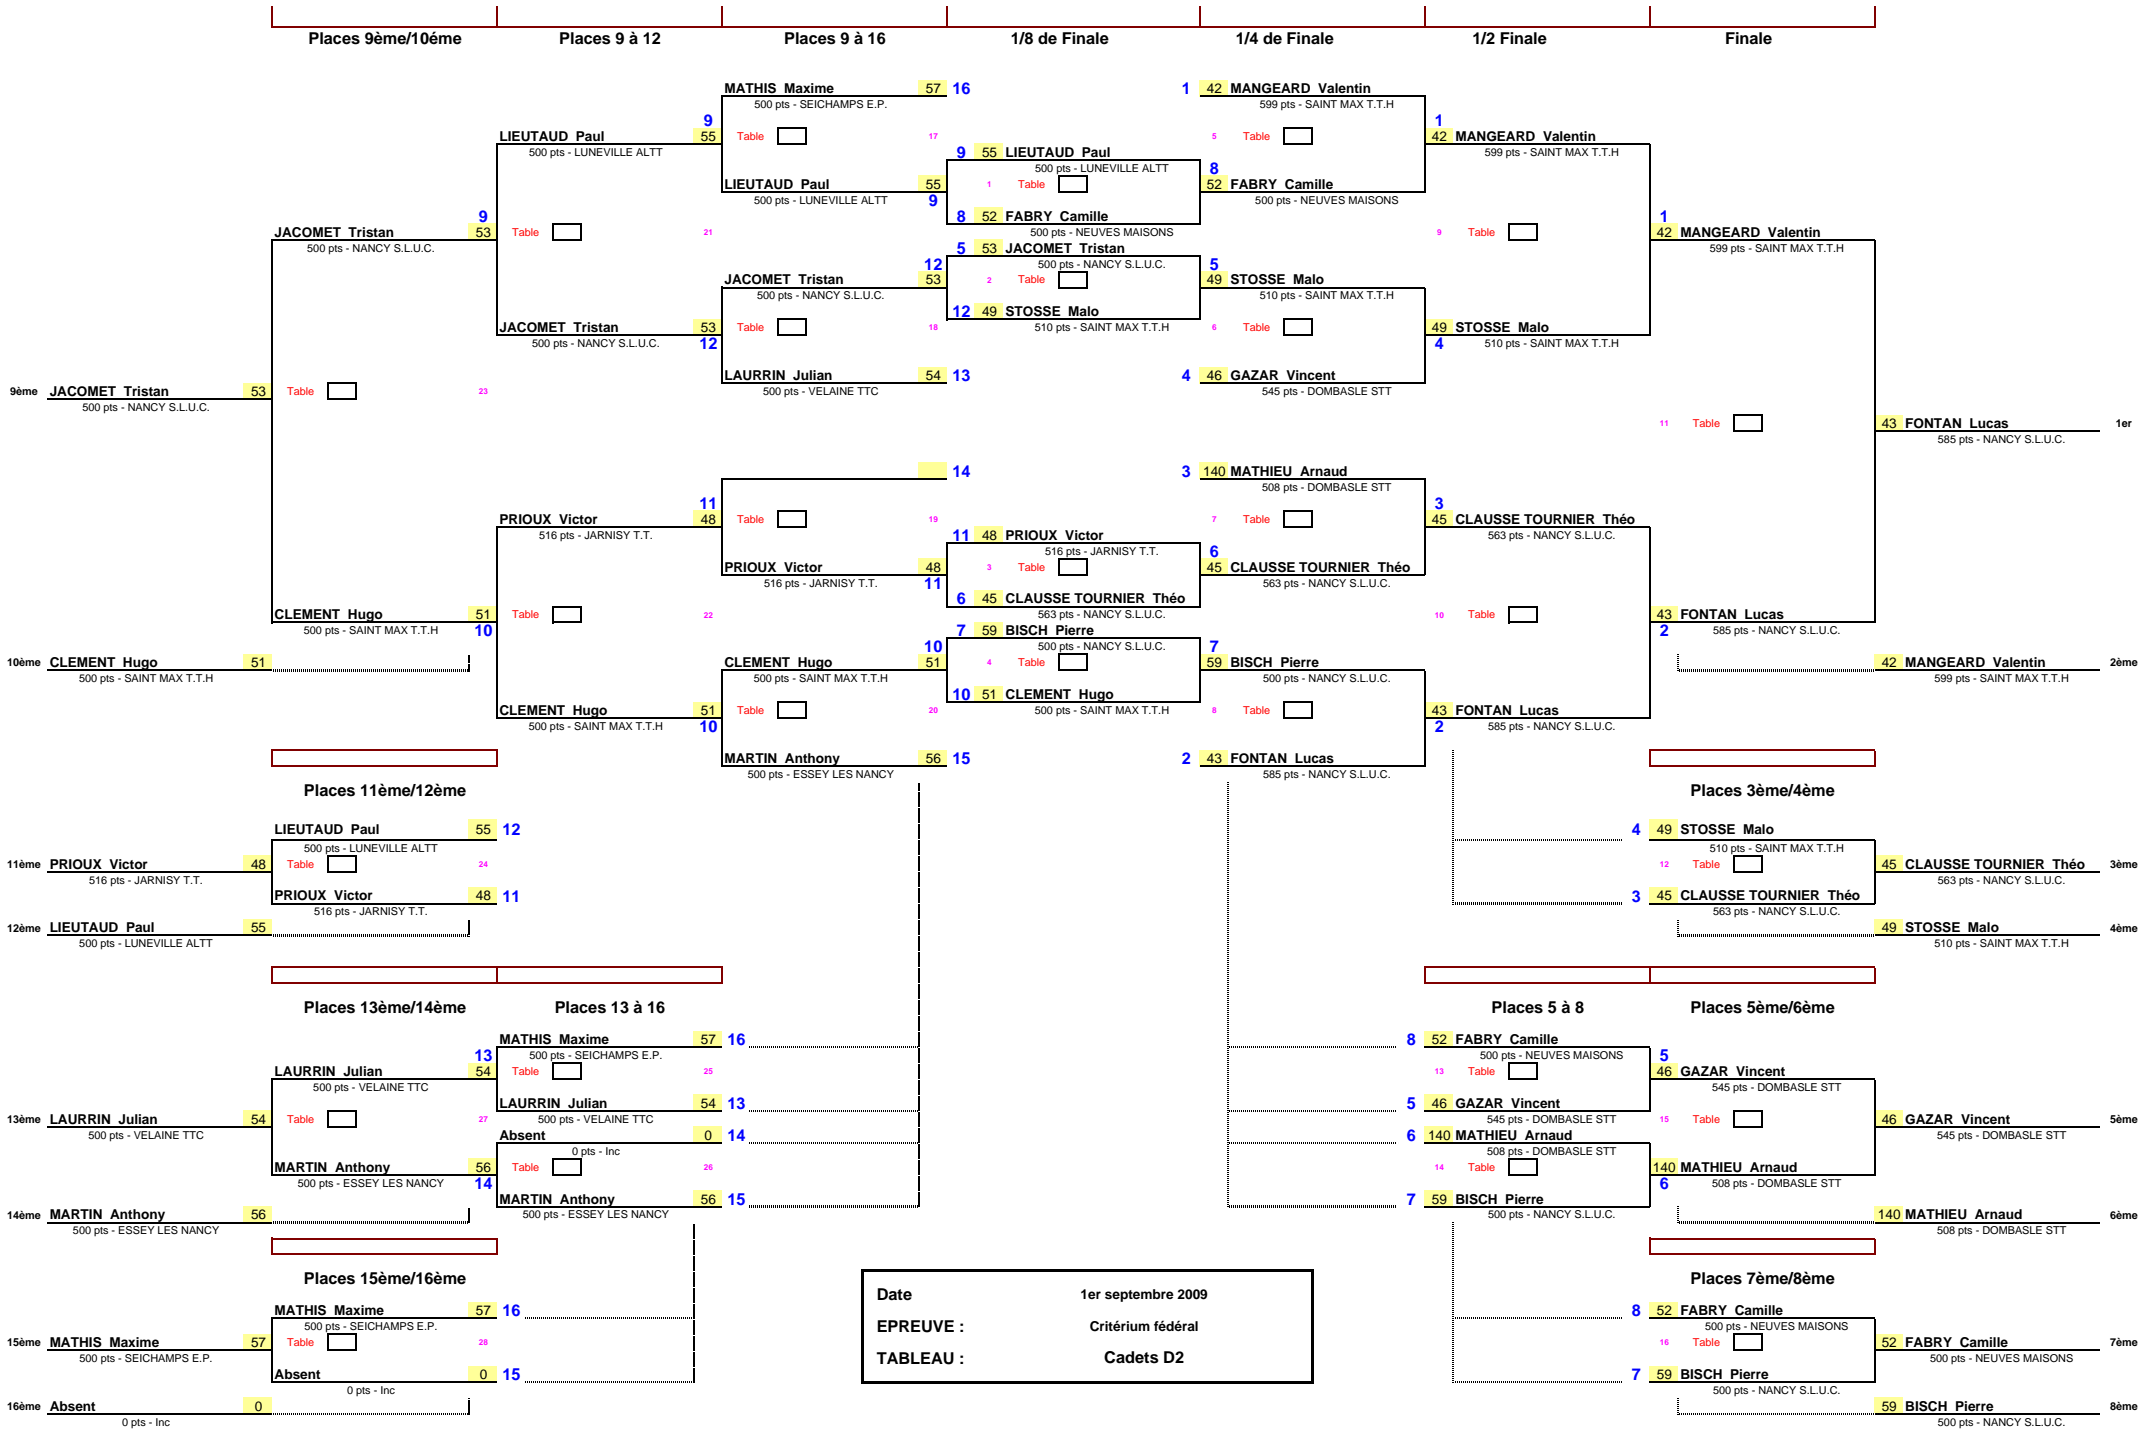 Places 9ème/10éme Places 9 à 12 Places 9 à 16 1/8 de Finale 1/4 de Finale 1/2 Finale Finale
MATHIS Maxime 57 16 1 42 MANGEARD Valentin
500 pts - SEICHAMPS E.P. 599 pts - SAINT MAX T.T.H
9 1
LIEUTAUD Paul 55 Table 17 5 Table 42 MANGEARD Valentin
500 pts - LUNEVILLE ALTT 9 55 LIEUTAUD Paul 599 pts - SAINT MAX T.T.H
500 pts - LUNEVILLE ALTT 8
LIEUTAUD Paul 55 1 Table 52 FABRY Camille
500 pts - LUNEVILLE ALTT 9 500 pts - NEUVES MAISONS
9 8 52 FABRY Camille 1
JACOMET Tristan 53 Table 21 500 pts - NEUVES MAISONS 9 Table 42 MANGEARD Valentin
500 pts - NANCY S.L.U.C. 5 53 JACOMET Tristan 599 pts - SAINT MAX T.T.H
12 500 pts - NANCY S.L.U.C. 5
JACOMET Tristan 53 2 Table 49 STOSSE Malo
500 pts - NANCY S.L.U.C. 510 pts - SAINT MAX T.T.H
12 49 STOSSE Malo
JACOMET Tristan 53 Table 18 510 pts - SAINT MAX T.T.H 6 Table 49 STOSSE Malo
500 pts - NANCY S.L.U.C. 12 4 510 pts - SAINT MAX T.T.H
LAURRIN Julian 54 13 4 46 GAZAR Vincent
9ème JACOMET Tristan 53 Table 23 500 pts - VELAINE TTC 545 pts - DOMBASLE STT
500 pts - NANCY S.L.U.C.
11 Table 43 FONTAN Lucas 1er
585 pts - NANCY S.L.U.C.
14 3 140 MATHIEU Arnaud
508 pts - DOMBASLE STT
11 3
PRIOUX Victor 48 Table 19 7 Table 45 CLAUSSE TOURNIER Théo
516 pts - JARNISY T.T. 11 48 PRIOUX Victor 563 pts - NANCY S.L.U.C.
516 pts - JARNISY T.T. 6
PRIOUX Victor 48 3 Table 45 CLAUSSE TOURNIER Théo
516 pts - JARNISY T.T. 11 563 pts - NANCY S.L.U.C.
6 45 CLAUSSE TOURNIER Théo
CLEMENT Hugo 51 Table 22 563 pts - NANCY S.L.U.C. 10 Table 43 FONTAN Lucas
500 pts - SAINT MAX T.T.H 10 7 59 BISCH Pierre 2 585 pts - NANCY S.L.U.C.
10 500 pts - NANCY S.L.U.C. 7
10ème CLEMENT Hugo 51 CLEMENT Hugo 51 4 Table 59 BISCH Pierre 42 MANGEARD Valentin 2ème
500 pts - SAINT MAX T.T.H 500 pts - SAINT MAX T.T.H 500 pts - NANCY S.L.U.C. 599 pts - SAINT MAX T.T.H
10 51 CLEMENT Hugo
CLEMENT Hugo 51 Table 20 500 pts - SAINT MAX T.T.H 8 Table 43 FONTAN Lucas
500 pts - SAINT MAX T.T.H 10 2 585 pts - NANCY S.L.U.C.
MARTIN Anthony 56 15 2 43 FONTAN Lucas
500 pts - ESSEY LES NANCY 585 pts - NANCY S.L.U.C.
Places 11ème/12ème Places 3ème/4ème
LIEUTAUD Paul 55 12 4 49 STOSSE Malo
500 pts - LUNEVILLE ALTT 510 pts - SAINT MAX T.T.H
11ème PRIOUX Victor 48 Table 24 12 Table 45 CLAUSSE TOURNIER Théo 3ème
516 pts - JARNISY T.T. 563 pts - NANCY S.L.U.C.
PRIOUX Victor 48 11 3 45 CLAUSSE TOURNIER Théo
516 pts - JARNISY T.T. 563 pts - NANCY S.L.U.C.
12ème LIEUTAUD Paul 55 49 STOSSE Malo 4ème
500 pts - LUNEVILLE ALTT 510 pts - SAINT MAX T.T.H
Places 13ème/14ème Places 13 à 16 Places 5 à 8 Places 5ème/6ème
MATHIS Maxime 57 16 8 52 FABRY Camille
13 500 pts - SEICHAMPS E.P. 500 pts - NEUVES MAISONS 5
LAURRIN Julian 54 Table 25 13 Table 46 GAZAR Vincent
500 pts - VELAINE TTC 545 pts - DOMBASLE STT
LAURRIN Julian 54 13 5 46 GAZAR Vincent
13ème LAURRIN Julian 54 Table 27 500 pts - VELAINE TTC 545 pts - DOMBASLE STT 15 Table 46 GAZAR Vincent 5ème
500 pts - VELAINE TTC Absent 0 14 6 140 MATHIEU Arnaud 545 pts - DOMBASLE STT
0 pts - Inc 508 pts - DOMBASLE STT
MARTIN Anthony 56 Table 26 14 Table 140 MATHIEU Arnaud
500 pts - ESSEY LES NANCY 14 6 508 pts - DOMBASLE STT
MARTIN Anthony 56 15 7 59 BISCH Pierre
14ème MARTIN Anthony 56 500 pts - ESSEY LES NANCY 500 pts - NANCY S.L.U.C. 140 MATHIEU Arnaud 6ème
500 pts - ESSEY LES NANCY 508 pts - DOMBASLE STT
Places 15ème/16ème Places 7ème/8ème
Date 1er septembre 2009
MATHIS Maxime 57 16 8 52 FABRY Camille
500 pts - SEICHAMPS E.P. EPREUVE : Critérium fédéral 500 pts - NEUVES MAISONS
15ème MATHIS Maxime 57 Table 28 16 Table 52 FABRY Camille 7ème
500 pts - SEICHAMPS E.P. TABLEAU : Cadets D2 500 pts - NEUVES MAISONS
Absent 0 15 7 59 BISCH Pierre
0 pts - Inc 500 pts - NANCY S.L.U.C.
16ème Absent 0 59 BISCH Pierre 8ème
0 pts - Inc 500 pts - NANCY S.L.U.C.